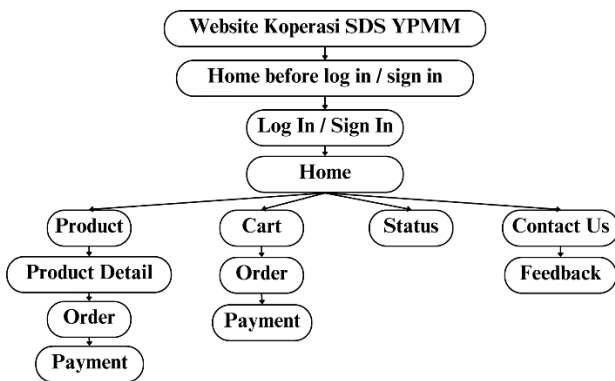 Website Koperasi SDS YPMM
Home before log in / sign in
Log In / Sign In
Home
Product
Cart
Status
Contact Us
Product Detail
Order
Feedback
Order
Payment
Payment